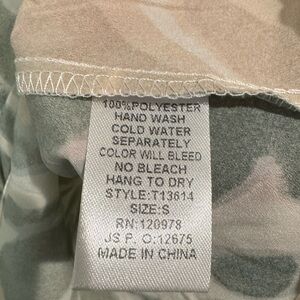 100%POLYESTER
HAND WASH
COLD WATER
SEPARATELY
COLOR WILL BLEED
NO BLEACH
HANG TO DRY
STYLE:T13614
SIZE:S
RN:120978
JS P. O:12675
MADE IN CHINA